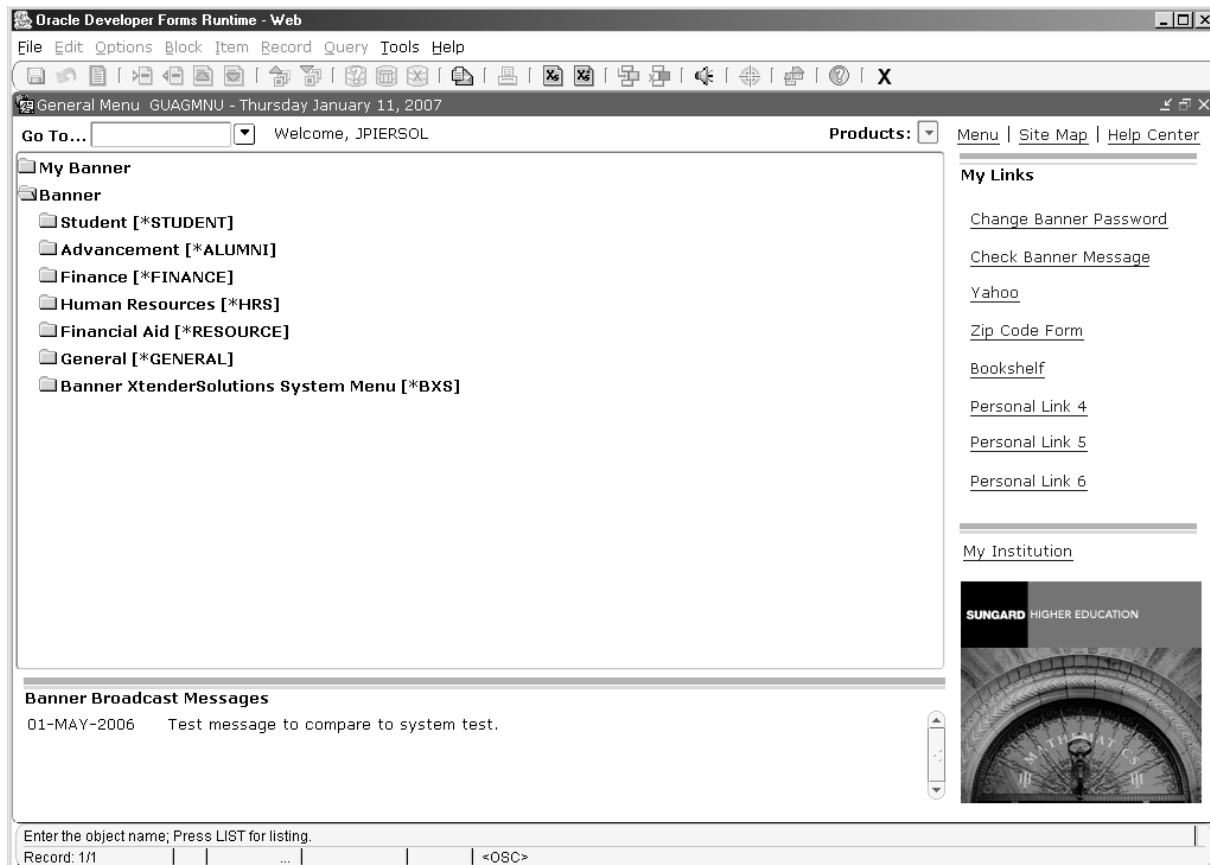 Oracle Developer Forms Runtime - Web
File Edit Options Block Item Record Query Tools Help
X
General Menu GUAGMNU - Thursday January 11, 2007
Go To... Welcome, JPIERSOL Products: Menu | Site Map | Help Center
My Banner
Banner
Student [*STUDENT]
Advancement [*ALUMNI]
Finance [*FINANCE]
Human Resources [*HRS]
Financial Aid [*RESOURCE]
General [*GENERAL]
Banner XtenderSolutions System Menu [*BXS]
My Links
Change Banner Password
Check Banner Message
Yahoo
Zip Code Form
Bookshelf
Personal Link 4
Personal Link 5
Personal Link 6
My Institution
SUNGARD HIGHER EDUCATION
MATHEMATICS
Banner Broadcast Messages
01-MAY-2006 Test message to compare to system test.
Enter the object name; Press LIST for listing.
Record: 1/1 ... <OSC>